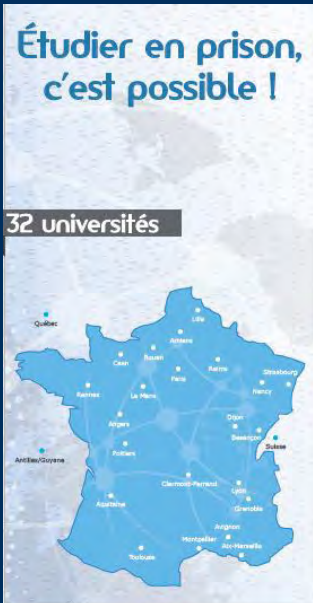 Étudier en prison,
c'est possible !
32 universités
Lille
Québec
Amiens
Rouen
Caen
Reims
Strasbourg
Paris
Nancy
Rennes
Le Mans
Dijon
Angers
Besançon
Suisse
Poitiers
Antilles/Guyane
Clermont-Ferrand
Lyon
Aquitaine
Grenoble
Avignon
Montpellier
Aix-Marseille
Toulouse